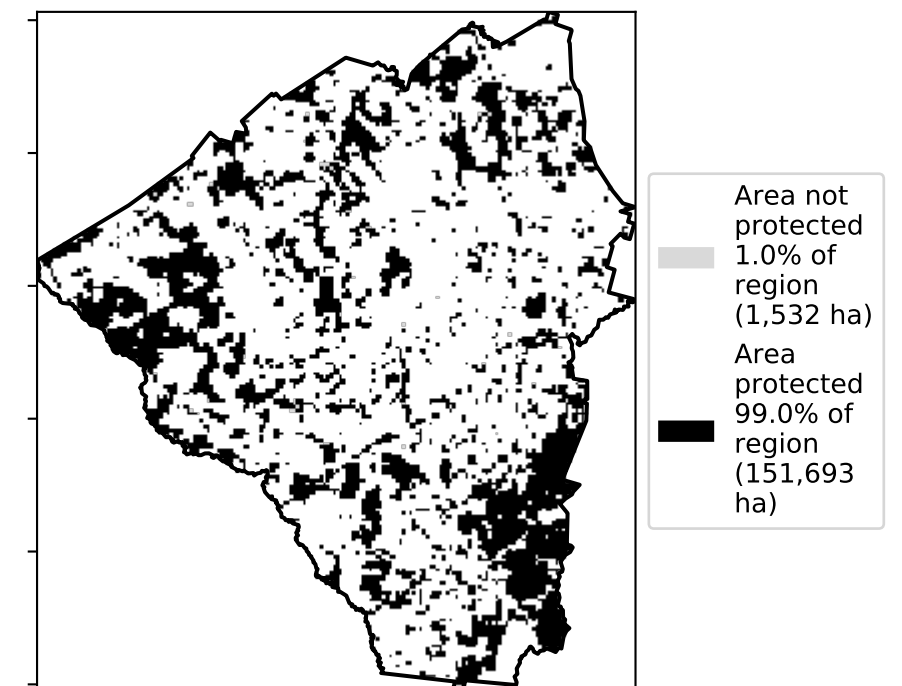 Area not
protected
1.0% of
region
(1,532 ha)
Area
protected
99.0% of
region
(151,693
ha)